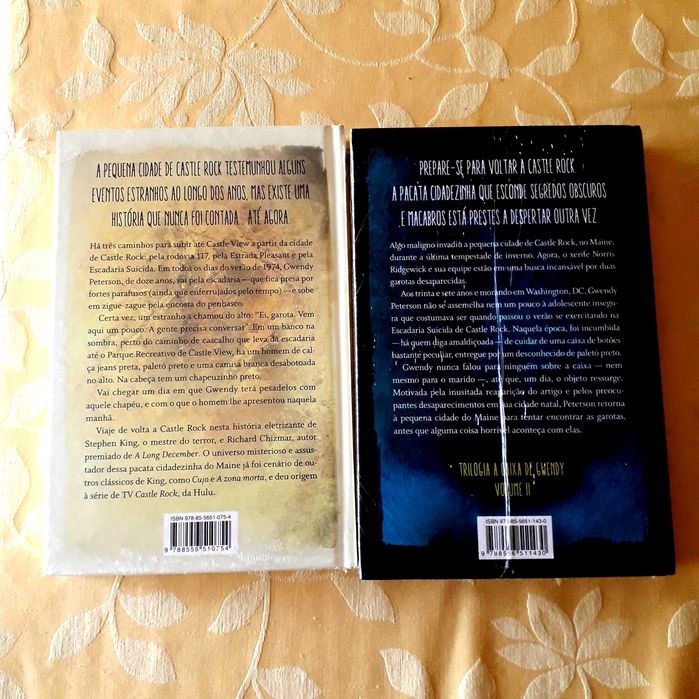 A PEQUENA CIDADE DE CASTLE ROCK TESTEMUNHOU ALGUNS
EVENTOS ESTRANHOS AO LONGO DOS ANOS, MAS EXISTE UMA
HISTÓRIA QUE NUNCA FOI CONTADA... ATÉ AGORA.
Há três caminhos para subir até Castle View a partir da cidade
de Castle Rock: pela rodovia 117, pela Estrada Pleasant e pela
Escadaria Suicida. Em todos os dias do verão de 1974, Gwendy
Peterson, de doze anos, vai pela escadaria — que fica presa por
fortes parafusos (ainda que enferrujados pelo tempo) — e sobe
em zigue-zague pela encosta do penhasco.
Certa vez, um estranho a chamou do alto: "Ei, garota. Vem
aqui um pouco. A gente precisa conversar". Em um banco na
sombra, perto do caminho de cascalho que leva da escadaria
até o Parque Recreativo de Castle View, há um homem de cal-
ça jeans preta, paletó preto e uma camisa branca desabotoada
no alto. Na cabeça tem um chapeuzinho preto.
Vai chegar um dia em que Gwendy terá pesadelos com
aquele chapéu, e com o que o homem lhe apresentou naquela
manhã.
Viaje de volta a Castle Rock nesta história eletrizante de
Stephen King, o mestre do terror, e Richard Chizmar, autor
premiado de A Long December. O universo misterioso e assus-
tador dessa pacata cidadezinha do Maine já foi cenário de ou-
tros clássicos de King, como Cujo e A zona morta, e deu origem
à série de TV Castle Rock, da Hulu.
ISBN 978-85-5651-075-4
9 788556 510754
PREPARE-SE PARA VOLTAR A CASTLE ROCK.
A PACATA CIDADEZINHA QUE ESCONDE SEGREDOS OBSCUROS
E MACABROS ESTÁ PRESTES A DESPERTAR OUTRA VEZ.
Algo maligno invadiu a pequena cidade de Castle Rock, no Maine,
durante a última tempestade de inverno. Agora, o xerife Norris
Ridgewick e sua equipe estão em uma busca incansável por duas
garotas desaparecidas.
Aos trinta e sete anos e morando em Washington, DC, Gwendy
Peterson não se assemelha nem um pouco à adolescente insegu-
ra que costumava ser quando passou o verão se exercitando na
Escadaria Suicida de Castle Rock. Naquela época, foi incumbida
— há quem diga amaldiçoada — de cuidar de uma caixa de botões
bastante peculiar, entregue por um desconhecido de paletó preto.
Gwendy nunca falou para ninguém sobre a caixa — nem
mesmo para o marido —, até que, um dia, o objeto ressurge.
Motivada pela inusitada reaparição do artigo e pelos preocu-
pantes desaparecimentos em sua cidade natal, Peterson retorna
à pequena cidade do Maine para tentar encontrar as garotas,
antes que alguma coisa horrível aconteça com elas.
TRILOGIA A CAIXA DE GWENDY
VOLUME II
ISBN 978-85-5651-143-0
9 788556 511430